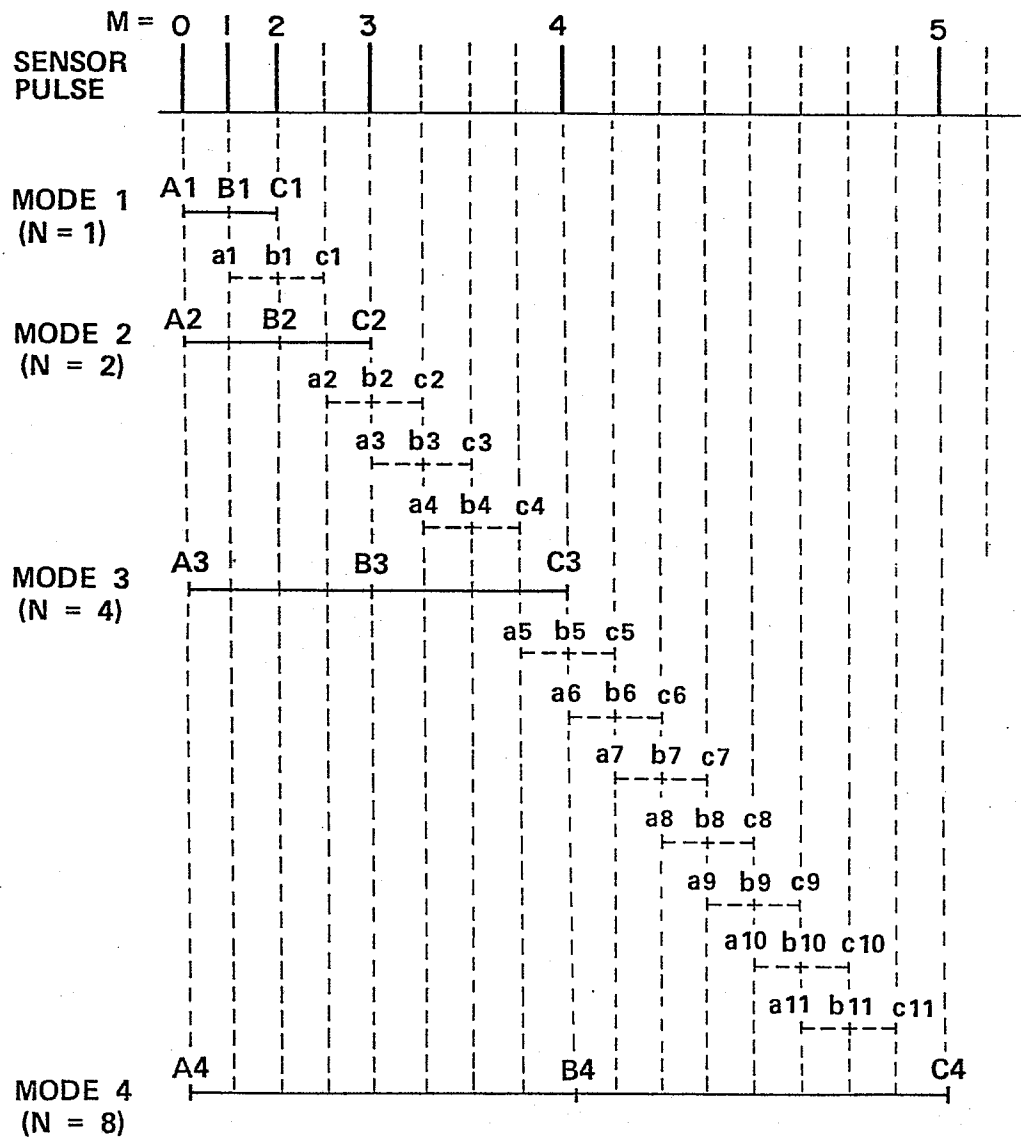 M = 0 1 2 3 4 5
SENSOR
PULSE
A1 B1 C1
MODE 1
(N = 1)
a1 b1 c1
A2 B2 C2
MODE 2
(N = 2)
a2 b2 c2
a3 b3 c3
a4 b4 c4
A3 B3 C3
MODE 3
(N = 4)
a5 b5 c5
a6 b6 c6
a7 b7 c7
a8 b8 c8
a9 b9 c9
a10 b10 c10
a11 b11 c11
A4 B4 C4
MODE 4
(N = 8)